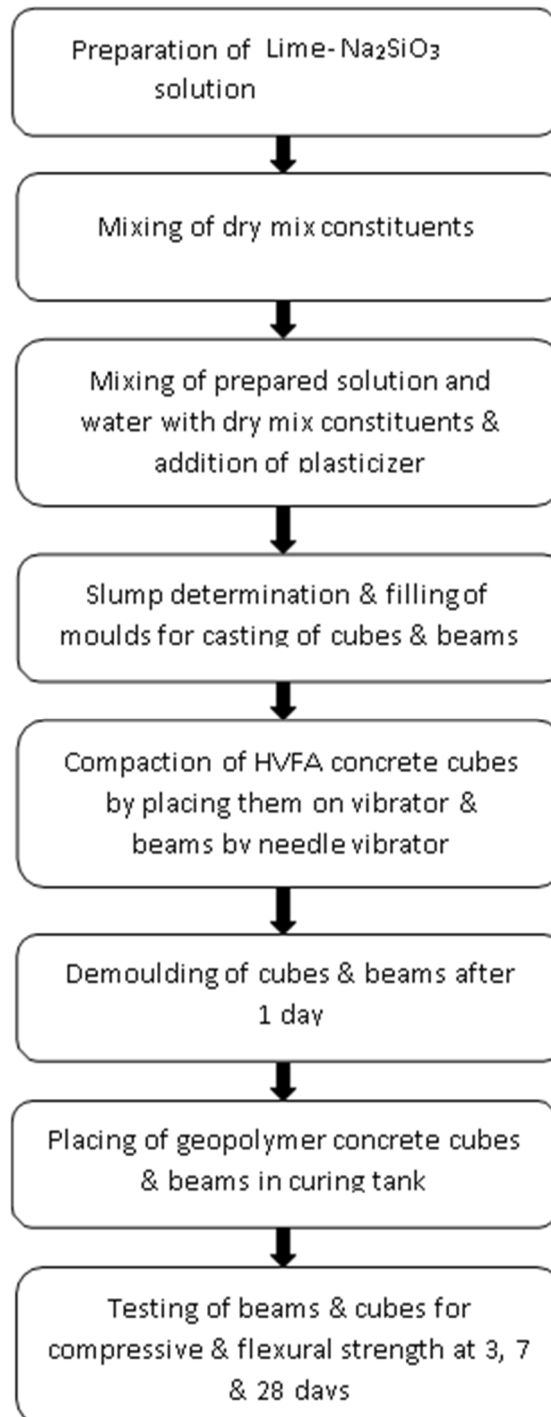 Preparation of Lime-Na₂SiO₃
solution
Mixing of dry mix constituents
Mixing of prepared solution and
water with dry mix constituents &
addition of plasticizer
Slump determination & filling of
moulds for casting of cubes & beams
Compaction of HVFA concrete cubes
by placing them on vibrator &
beams by needle vibrator
Demoulding of cubes & beams after
1 day
Placing of geopolymer concrete cubes
& beams in curing tank
Testing of beams & cubes for
compressive & flexural strength at 3, 7
& 28 days